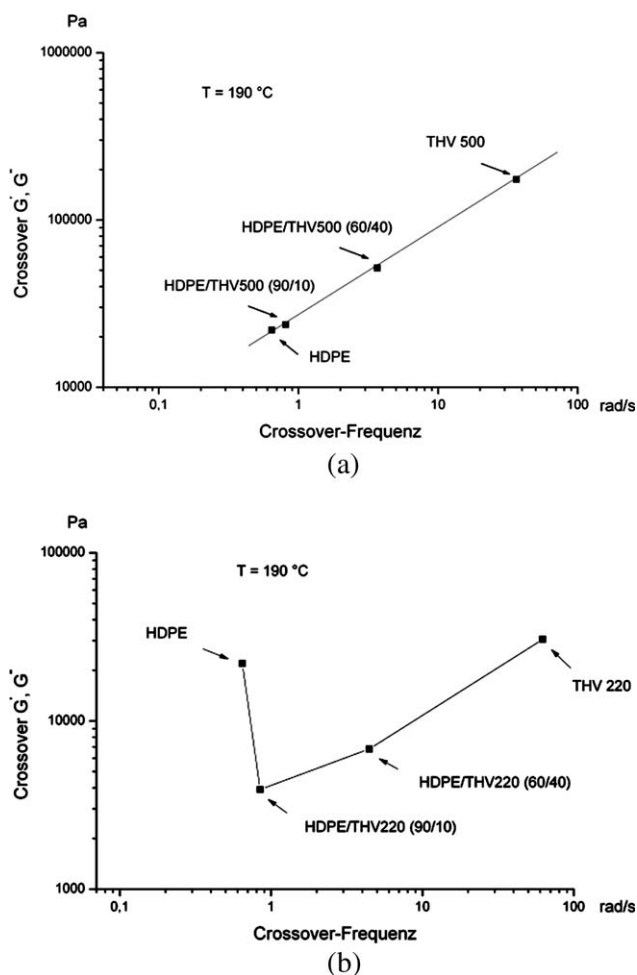 Pa
1000000
T = 190 °C
THV 500
Crossover G', G''
100000
HDPE/THV500 (60/40)
HDPE/THV500 (90/10)
HDPE
10000
0,1 1 10 100 rad/s
Crossover-Frequenz
(a)
Pa
100000
T = 190 °C
HDPE
THV 220
Crossover G', G''
10000
HDPE/THV220 (60/40)
HDPE/THV220 (90/10)
1000
0,1 1 10 100 rad/s
Crossover-Frequenz
(b)